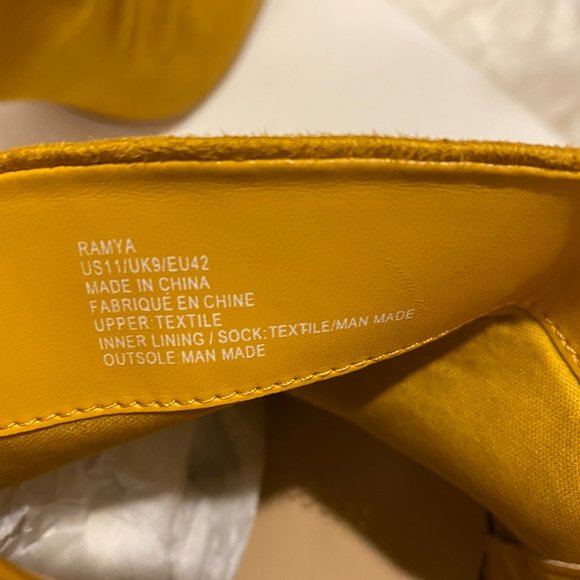 RAMYA
US11/UK9/EU42
MADE IN CHINA
FABRIQUÉ EN CHINE
UPPER:TEXTILE
INNER LINING / SOCK:TEXTILE/MAN MADE
OUTSOLE:MAN MADE